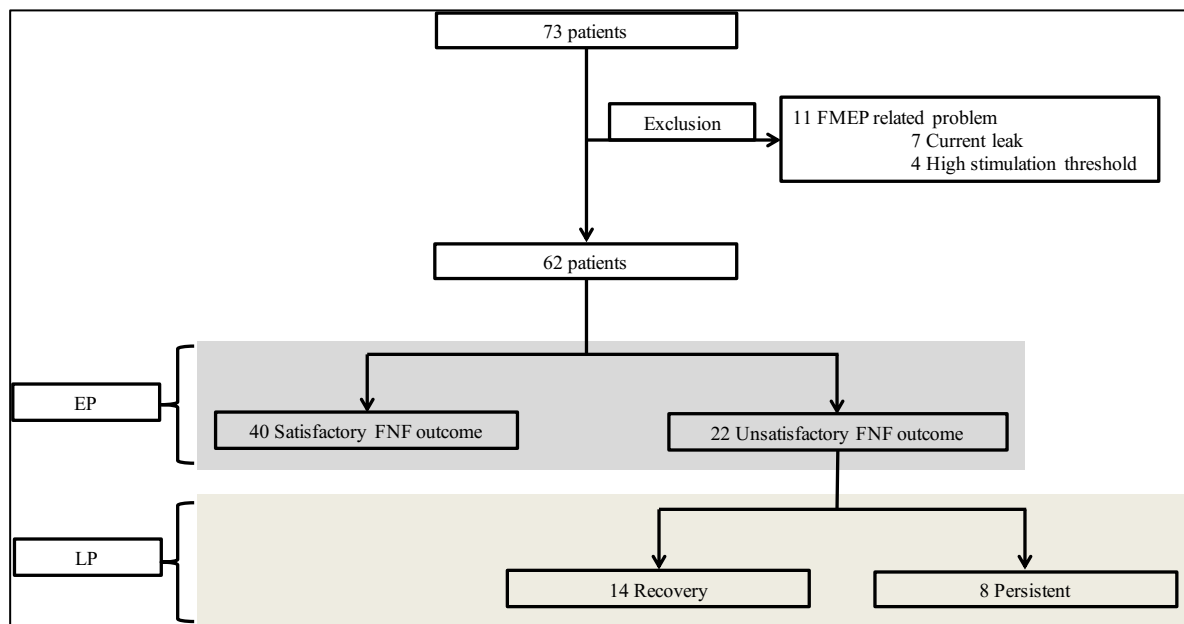 73 patients
Exclusion
11 FMEP related problem
7 Current leak
4 High stimulation threshold
62 patients
EP
40 Satisfactory FNF outcome
22 Unsatisfactory FNF outcome
LP
14 Recovery
8 Persistent